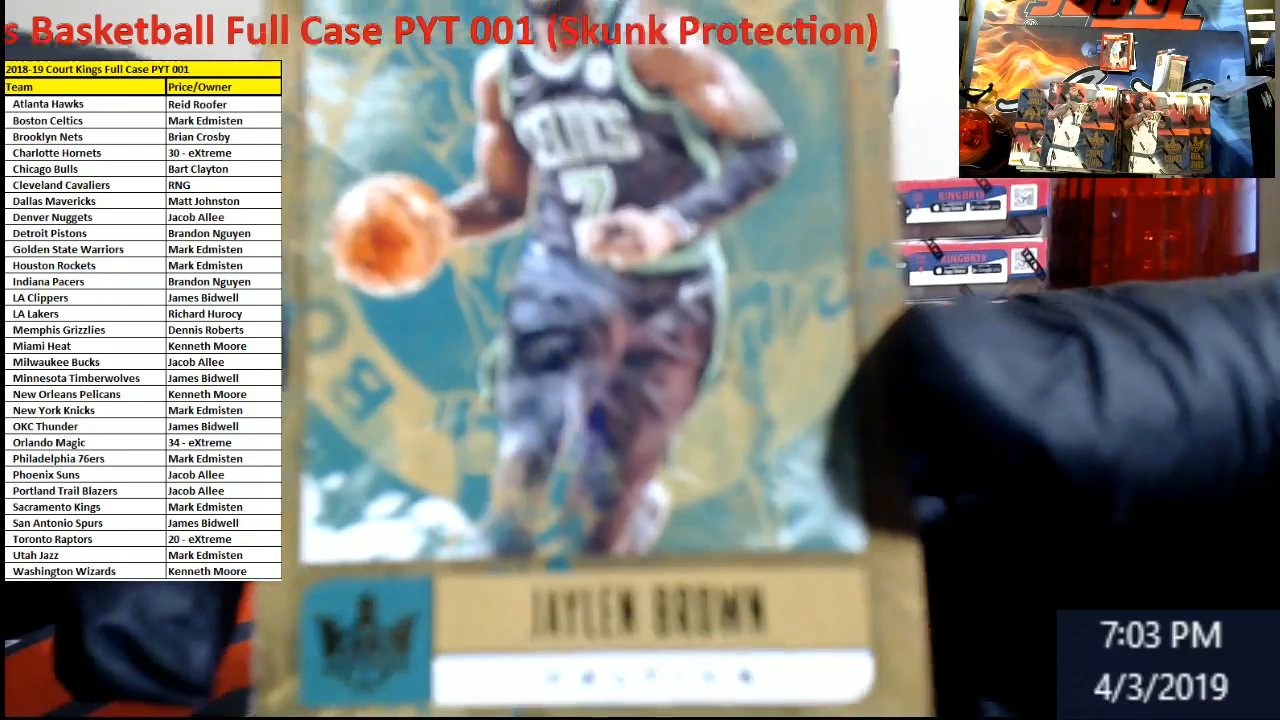 s Basketball Full Case PYT 001 (Skunk Protection)
2018-19 Court Kings Full Case PYT 001
Team Price/Owner
Atlanta Hawks Reid Roofer
Boston Celtics Mark Edmisten
Brooklyn Nets Brian Crosby
Charlotte Hornets 30 - eXtreme
Chicago Bulls Bart Clayton
Cleveland Cavaliers RNG
Dallas Mavericks Matt Johnston
Denver Nuggets Jacob Allee
Detroit Pistons Brandon Nguyen
Golden State Warriors Mark Edmisten
Houston Rockets Mark Edmisten
Indiana Pacers Brandon Nguyen
LA Clippers James Bidwell
LA Lakers Richard Hurocy
Memphis Grizzlies Dennis Roberts
Miami Heat Kenneth Moore
Milwaukee Bucks Jacob Allee
Minnesota Timberwolves James Bidwell
New Orleans Pelicans Kenneth Moore
New York Knicks Mark Edmisten
OKC Thunder James Bidwell
Orlando Magic 34 - eXtreme
Philadelphia 76ers Mark Edmisten
Phoenix Suns Jacob Allee
Portland Trail Blazers Jacob Allee
Sacramento Kings Mark Edmisten
San Antonio Spurs James Bidwell
Toronto Raptors 20 - eXtreme
Utah Jazz Mark Edmisten
Washington Wizards Kenneth Moore
CELTICS
7
JAYLEN BROWN
KINGBR19
KINGBR19
7:03 PM
4/3/2019